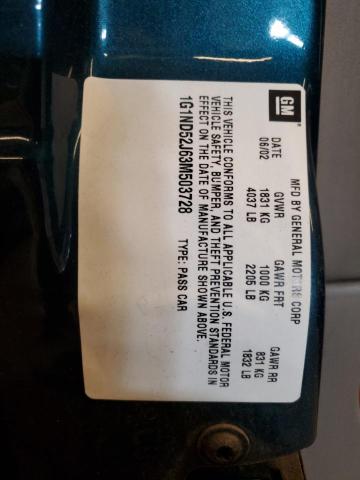 GM
MFD BY GENERAL MOTORS CORP
DATE GVWR GAWR FRT GAWR RR
06/02 1831 KG 1000 KG 831 KG
4037 LB 2205 LB 1832 LB
THIS VEHICLE CONFORMS TO ALL APPLICABLE U.S. FEDERAL MOTOR
VEHICLE SAFETY, BUMPER, AND THEFT PREVENTION STANDARDS IN
EFFECT ON THE DATE OF MANUFACTURE SHOWN ABOVE.
1G1ND52J63M503728 TYPE: PASS CAR